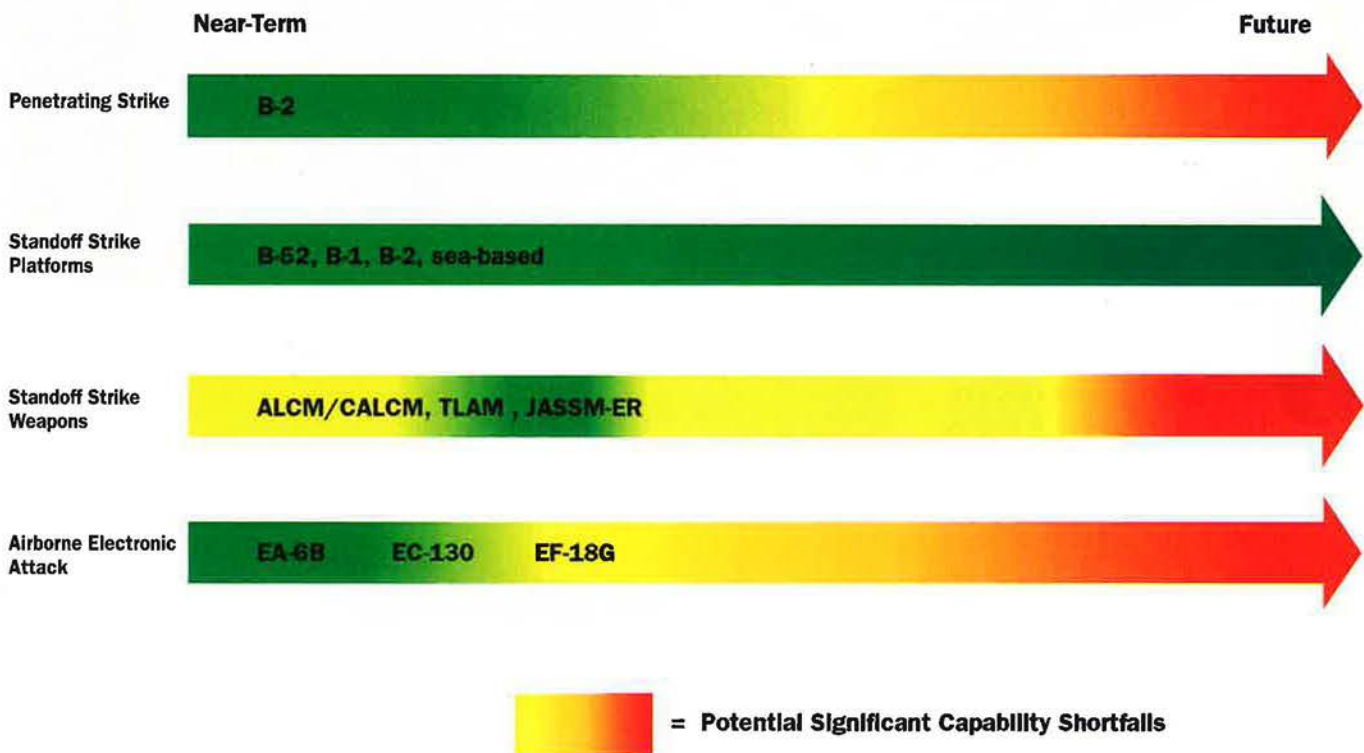 Near-Term Future
Penetrating Strike
B-2
Standoff Strike
Platforms
B-52, B-1, B-2, sea-based
Standoff Strike
Weapons
ALCM/CALCM, TLAM , JASSM-ER
Airborne Electronic
Attack
EA-6B EC-130 EF-18G
= Potential Significant Capability Shortfalls